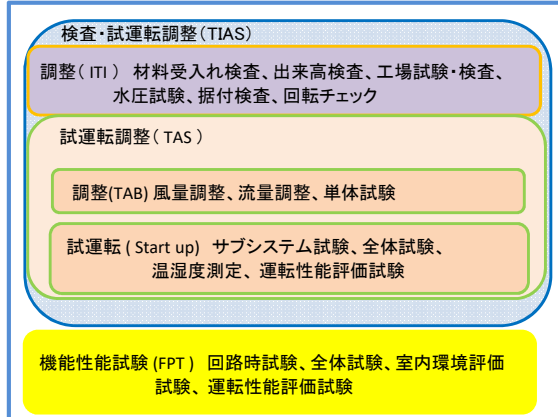 検査・試運転調整(TIAS)
調整( ITI ) 材料受入れ検査、出来高検査、工場試験・検査、
水圧試験、据付検査、回転チェック
試運転調整( TAS )
調整(TAB) 風量調整、流量調整、単体試験
試運転 ( Start up) サブシステム試験、全体試験、
温湿度測定、運転性能評価試験
機能性能試験 (FPT ) 回路時試験、全体試験、室内環境評価
試験、運転性能評価試験